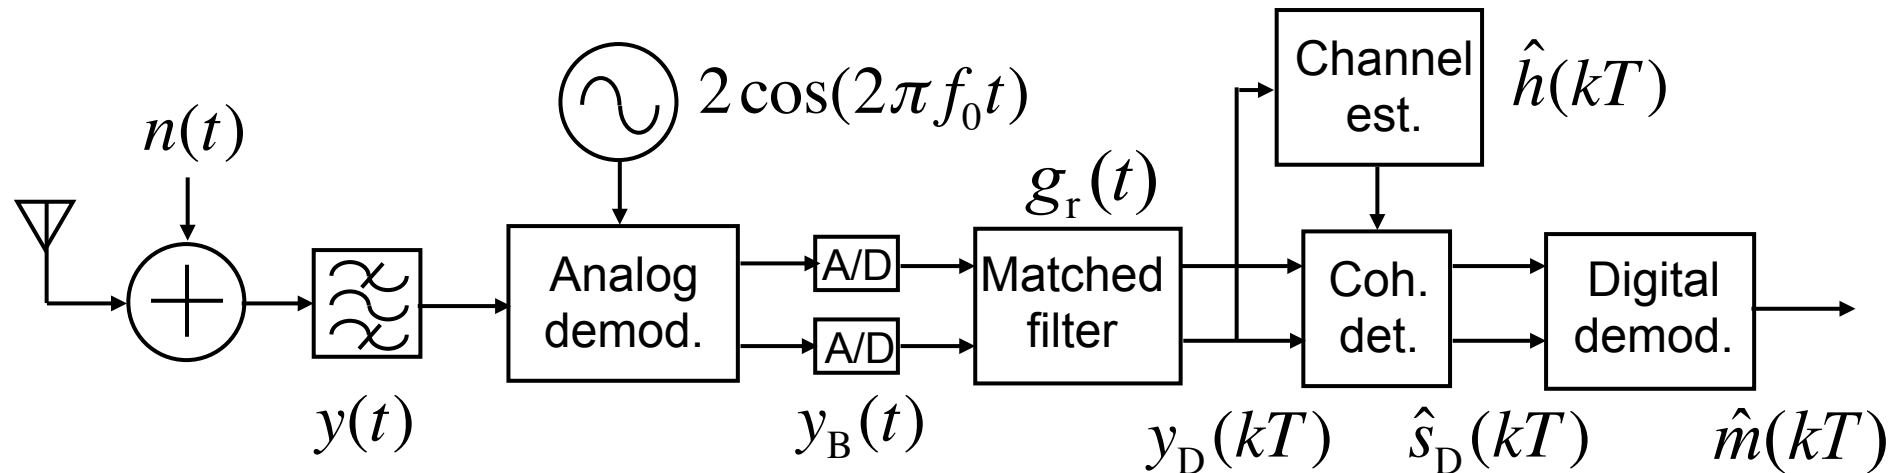 Channel
est.
ĥ(kT)
2cos(2πf₀t)
n(t)
gᵣ(t)
Analog
demod.
A/D
A/D
Matched
filter
Coh.
det.
Digital
demod.
y(t)
y_B(t)
y_D(kT)
ŝ_D(kT)
m̂(kT)